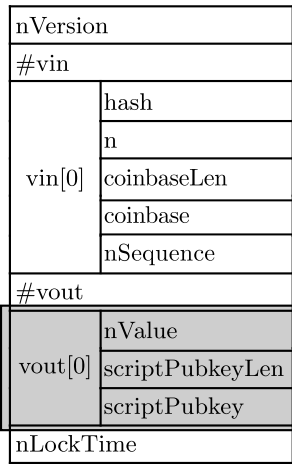 nVersion
#vin
vin[0]
hash
n
coinbaseLen
coinbase
nSequence
#vout
vout[0]
nValue
scriptPubkeyLen
scriptPubkey
nLockTime